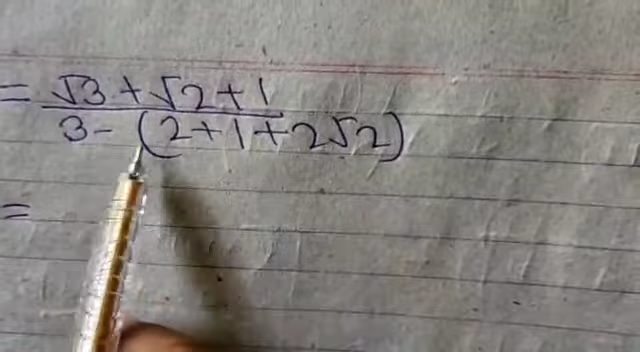 = √3 + √2 + 1
3 - (2 + 1 + 2√2)
=